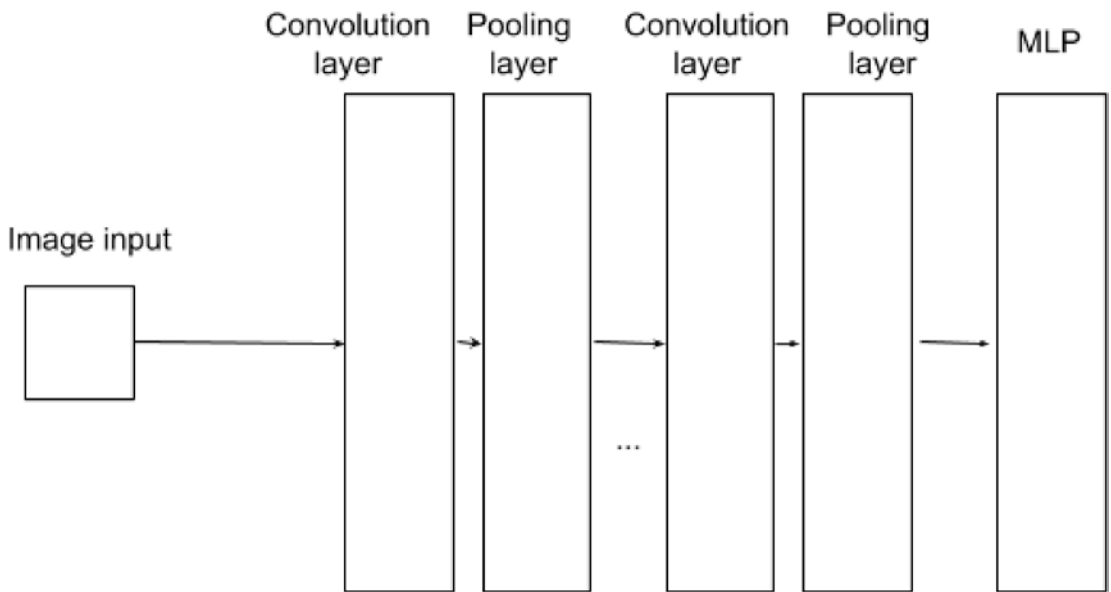 Convolution
layer
Pooling
layer
Convolution
layer
Pooling
layer
MLP
Image input
...